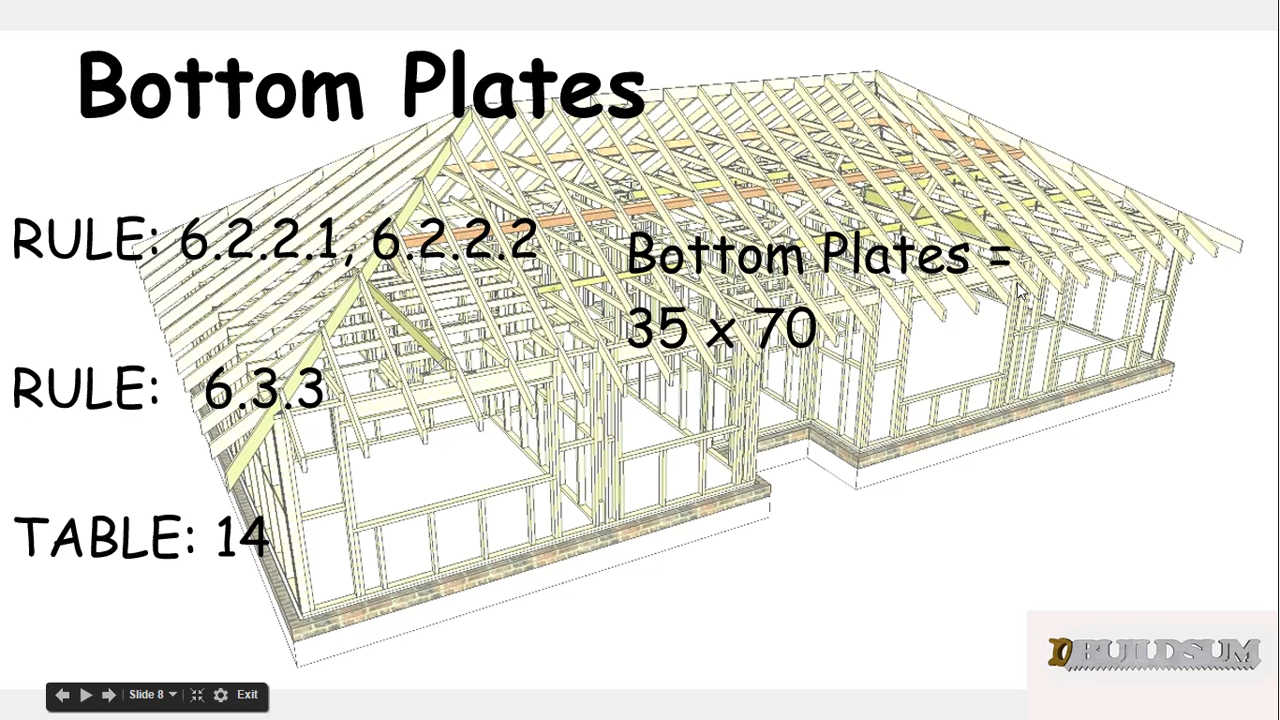 Bottom Plates
RULE: 6.2.2.1, 6.2.2.2
Bottom Plates =
35 x 70
RULE: 6.3.3
TABLE: 14
BUILDSUM
Slide 8
Exit